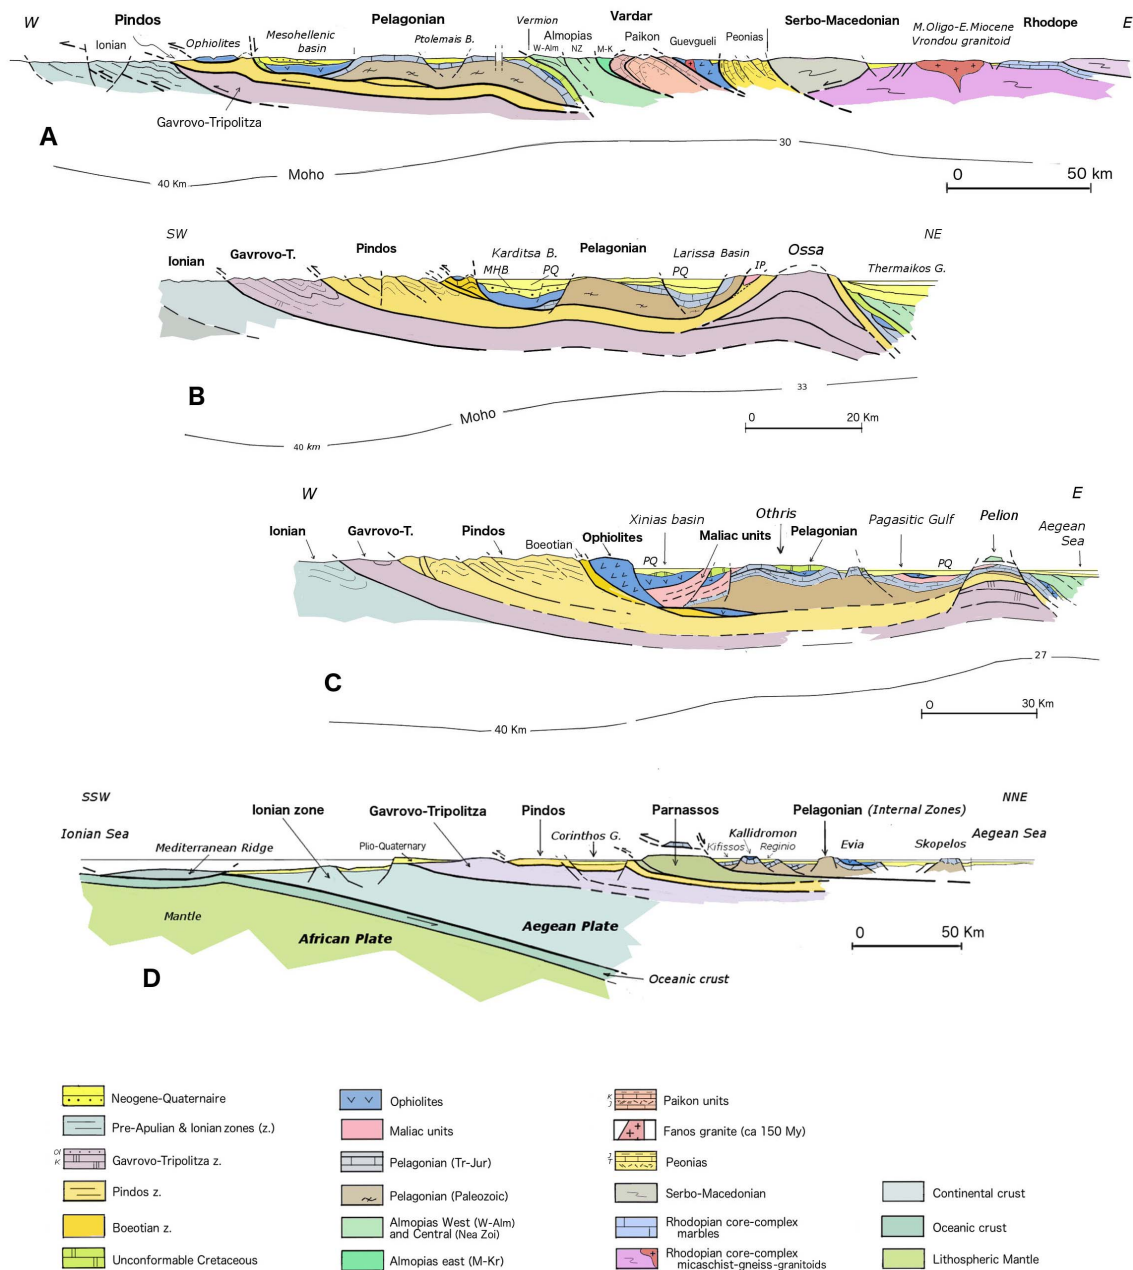 W
Pindos
Pelagonian
Vermion
Vardar
Serbo-Macedonian
M.Oligo-E.Miocene
Vrondou granitoid
Rhodope
E
Ionian
Ophiolites
Mesohellenic
basin
Ptolemais B.
Almopias
W-Alm
NZ
M-K
Paikon
Guevgueli
Peonias
Gavrovo-Tripolitza
A
40 Km
Moho
30
0
50 km
SW
Ionian
Gavrovo-T.
Pindos
Karditsa B.
MHB
PQ
Pelagonian
Larissa Basin
PQ
IP
Ossa
NE
Thermaikos G.
B
40 km
Moho
33
0
20 Km
W
E
Ionian
Gavrovo-T.
Pindos
Boeotian
Ophiolites
Xinias basin
PQ
Maliac units
Othris
Pelagonian
Pagasitic Gulf
PQ
Pelion
Aegean
Sea
C
40 Km
27
0
30 Km
SSW
NNE
Ionian Sea
Mediterranean Ridge
Ionian zone
Plio-Quaternary
Gavrovo-Tripolitza
Pindos
Corinthos G.
Parnassos
Kifissos
Kallidromon
Reginio
Pelagonian (Internal Zones)
Evia
Skopelos
Aegean Sea
Mantle
African Plate
Aegean Plate
Oceanic crust
D
0
50 Km
Neogene-Quaternaire
Pre-Apulian & Ionian zones (z.)
Ol
K
Gavrovo-Tripolitza z.
Pindos z.
Boeotian z.
Unconformable Cretaceous
Ophiolites
Maliac units
Pelagonian (Tr-Jur)
Pelagonian (Paleozoic)
Almopias West (W-Alm)
and Central (Nea Zoi)
Almopias east (M-Kr)
K
J
Paikon units
Fanos granite (ca 150 My)
J
T
Peonias
Serbo-Macedonian
Rhodopian core-complex
marbles
Rhodopian core-complex
micaschist-gneiss-granitoids
Continental crust
Oceanic crust
Lithospheric Mantle